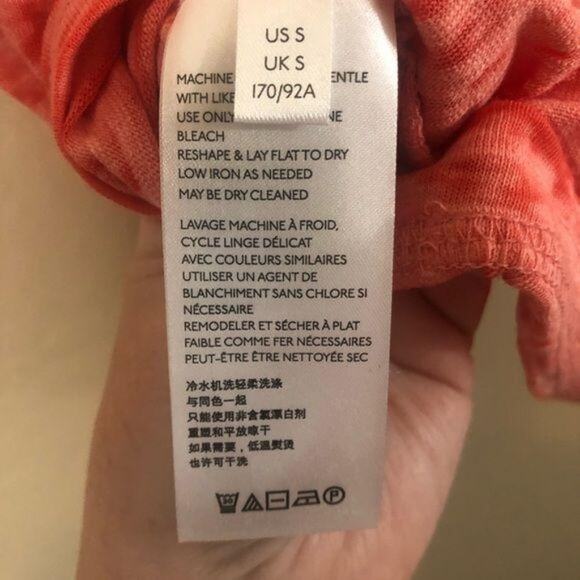 US S
UK S
170/92A
MACHINE ENTLE
WITH LIKE
USE ONLY NE
BLEACH
RESHAPE & LAY FLAT TO DRY
LOW IRON AS NEEDED
MAY BE DRY CLEANED
LAVAGE MACHINE À FROID,
CYCLE LINGE DÉLICAT
AVEC COULEURS SIMILAIRES
UTILISER UN AGENT DE
BLANCHIMENT SANS CHLORE SI
NÉCESSAIRE
REMODELER ET SÉCHER À PLAT
FAIBLE COMME FER NÉCESSAIRES
PEUT-ÊTRE ÊTRE NETTOYÉE SEC
冷水机洗轻柔洗涤
与同色一起
只能使用非含氯漂白剂
重塑和平放晾干
如果需要，低温熨烫
也许可干洗
30 P